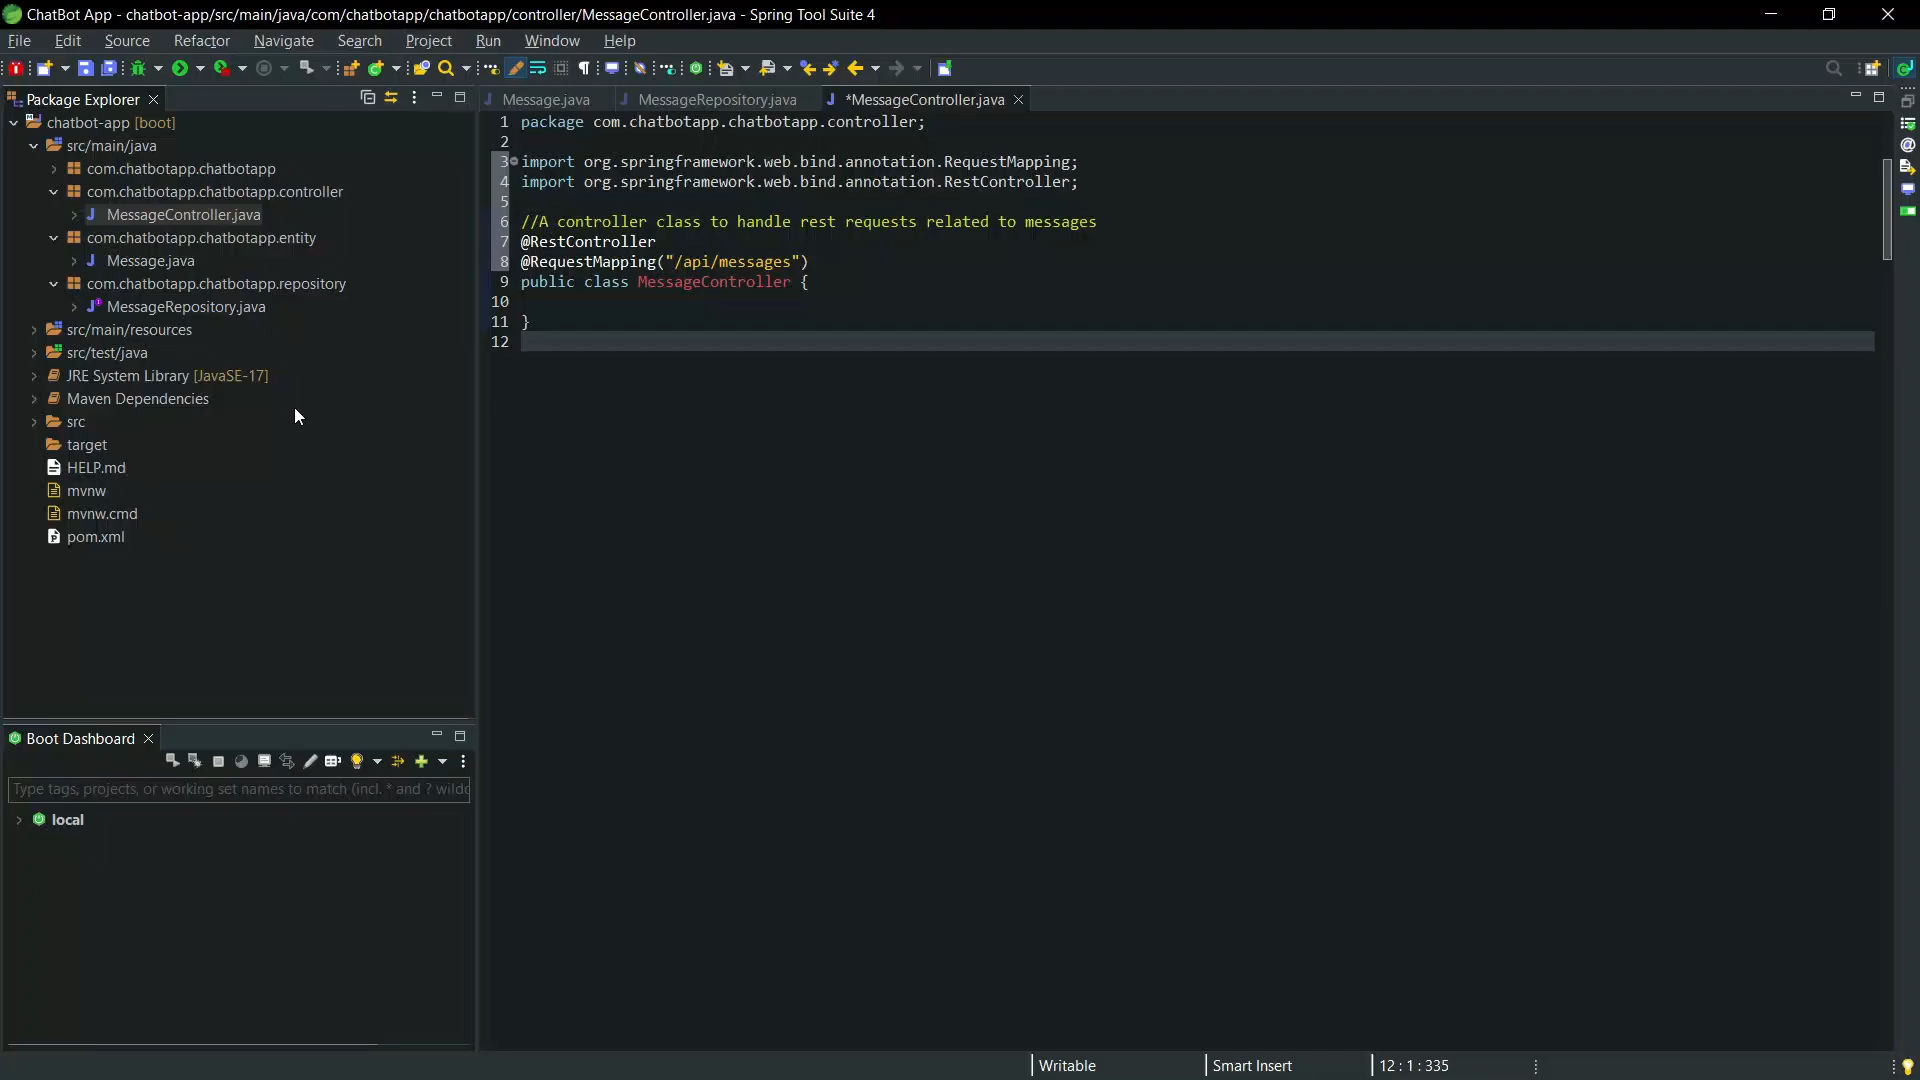 ChatBot App - chatbot-app/src/main/java/com/chatbotapp/chatbotapp/controller/MessageController.java - Spring Tool Suite 4
File Edit Source Refactor Navigate Search Project Run Window Help
Package Explorer
chatbot-app [boot]
src/main/java
com.chatbotapp.chatbotapp
com.chatbotapp.chatbotapp.controller
MessageController.java
com.chatbotapp.chatbotapp.entity
Message.java
com.chatbotapp.chatbotapp.repository
MessageRepository.java
src/main/resources
src/test/java
JRE System Library [JavaSE-17]
Maven Dependencies
src
target
HELP.md
mvnw
mvnw.cmd
pom.xml
Boot Dashboard
Type tags, projects, or working set names to match (incl. * and ? wildc
local
Message.java MessageRepository.java *MessageController.java
1 package com.chatbotapp.chatbotapp.controller;
2
3 import org.springframework.web.bind.annotation.RequestMapping;
4 import org.springframework.web.bind.annotation.RestController;
5
6 //A controller class to handle rest requests related to messages
7 @RestController
8 @RequestMapping("/api/messages")
9 public class MessageController {
10
11 }
12
Writable Smart Insert 12 : 1 : 335